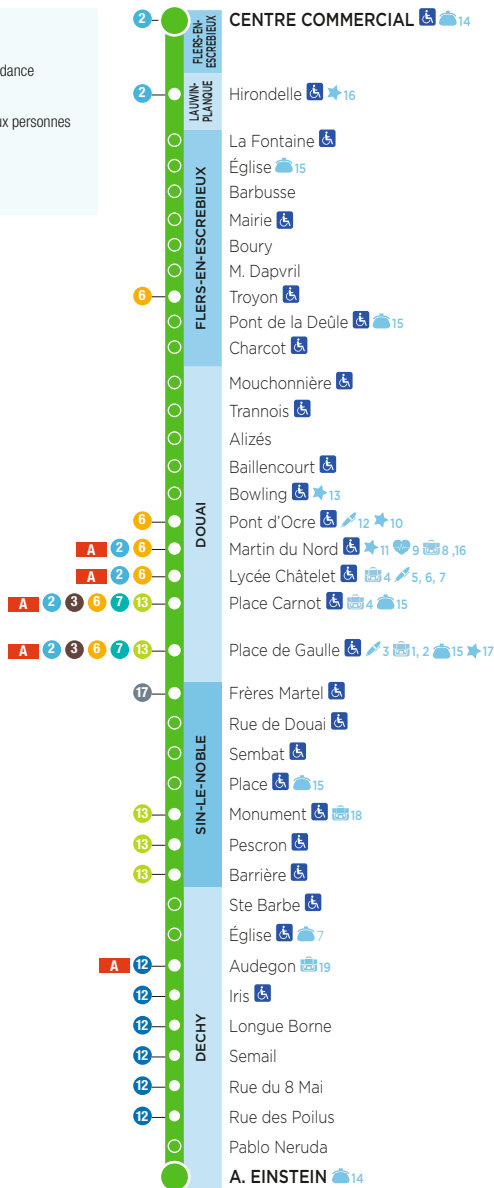 dance
ux personnes
2 FLERS-EN-ESCREBIEUX CENTRE COMMERCIAL 14
2 LAUWIN-PLANQUE Hirondelle 16
FLERS-EN-ESCREBIEUX
La Fontaine
Église 15
Barbusse
Mairie
Boury
M. Dapvril
6 Troyon
Pont de la Deûle 15
Charcot
DOUAI
Mouchonnière
Trannois
Alizés
Baillencourt
Bowling 13
6 Pont d'Ocre 12 10
A 2 6 Martin du Nord 11 9 8 ,16
A 2 6 Lycée Châtelet 4 5, 6, 7
A 2 3 6 7 13 Place Carnot 4 15
A 2 3 6 7 13 Place de Gaulle 3 1, 2 15 17
SIN-LE-NOBLE
17 Frères Martel
Rue de Douai
Sembat
Place 15
13 Monument 18
13 Pescron
13 Barrière
DECHY
Ste Barbe
Église 7
A 12 Audegon 19
12 Iris
12 Longue Borne
12 Semail
12 Rue du 8 Mai
12 Rue des Poilus
Pablo Neruda
A. EINSTEIN 14